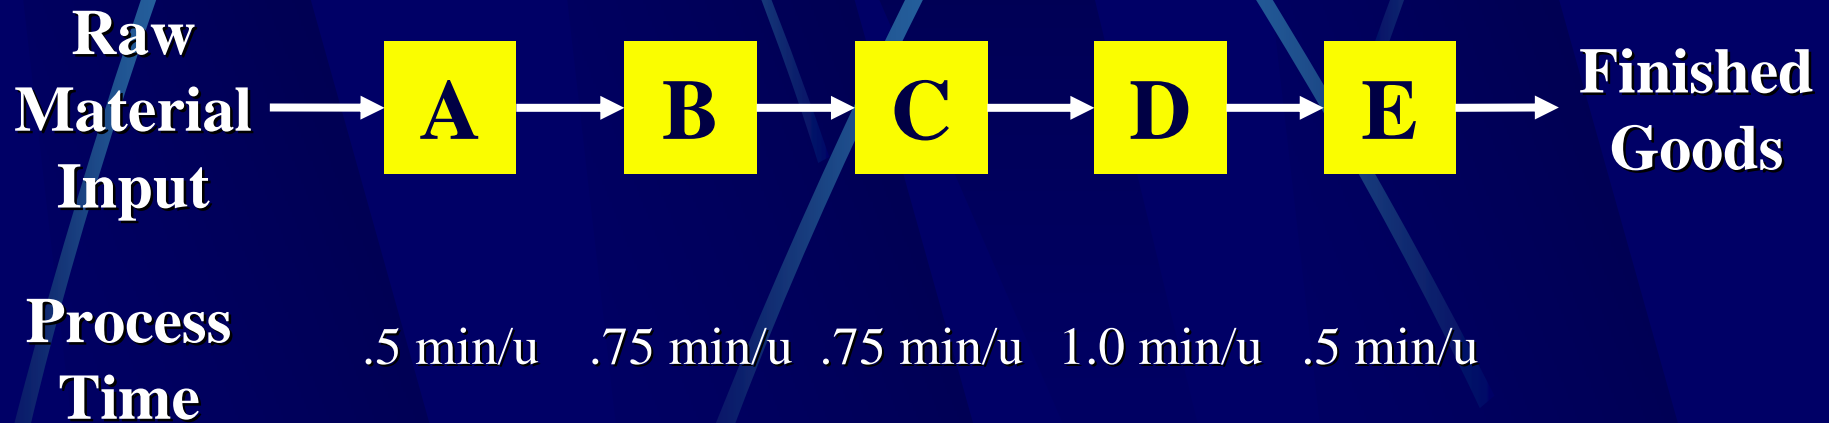 Raw
Material
Input
A
B
C
D
E
Finished
Goods
Process
Time
.5 min/u
.75 min/u
.75 min/u
1.0 min/u
.5 min/u